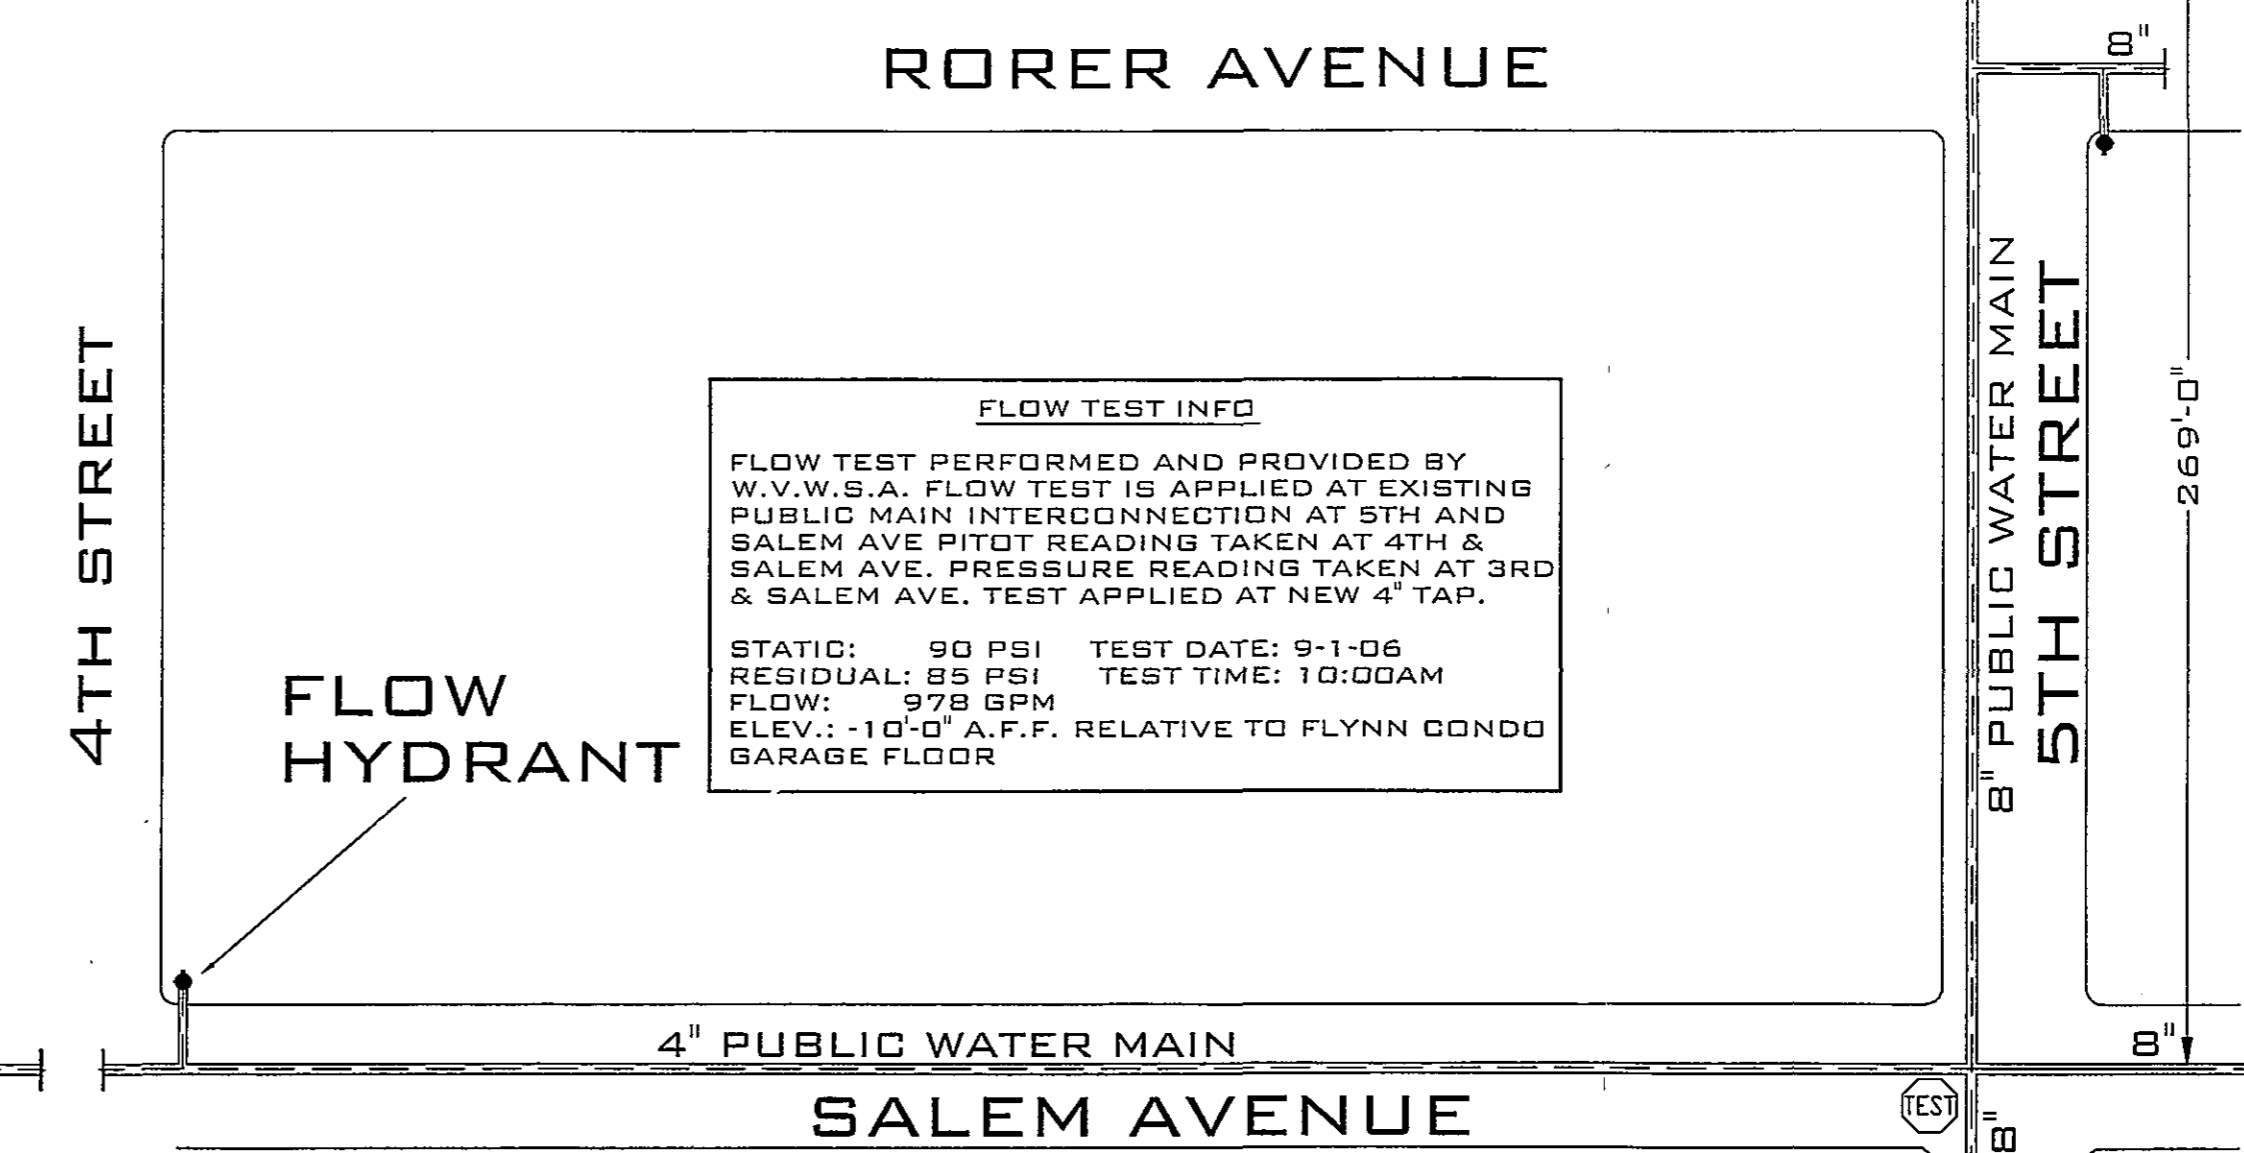 RORER AVENUE
8"
4TH STREET
FLOW TEST INFO
FLOW TEST PERFORMED AND PROVIDED BY
W.V.W.S.A. FLOW TEST IS APPLIED AT EXISTING
PUBLIC MAIN INTERCONNECTION AT 5TH AND
SALEM AVE PITOT READING TAKEN AT 4TH &
SALEM AVE. PRESSURE READING TAKEN AT 3RD
& SALEM AVE. TEST APPLIED AT NEW 4" TAP.
STATIC: 90 PSI TEST DATE: 9-1-06
RESIDUAL: 85 PSI TEST TIME: 10:00AM
FLOW: 978 GPM
ELEV.: -10'-0" A.F.F. RELATIVE TO FLYNN CONDO
GARAGE FLOOR
FLOW
HYDRANT
8" PUBLIC WATER MAIN
5TH STREET
269'-0"
4" PUBLIC WATER MAIN
8"
SALEM AVENUE
TEST
8"